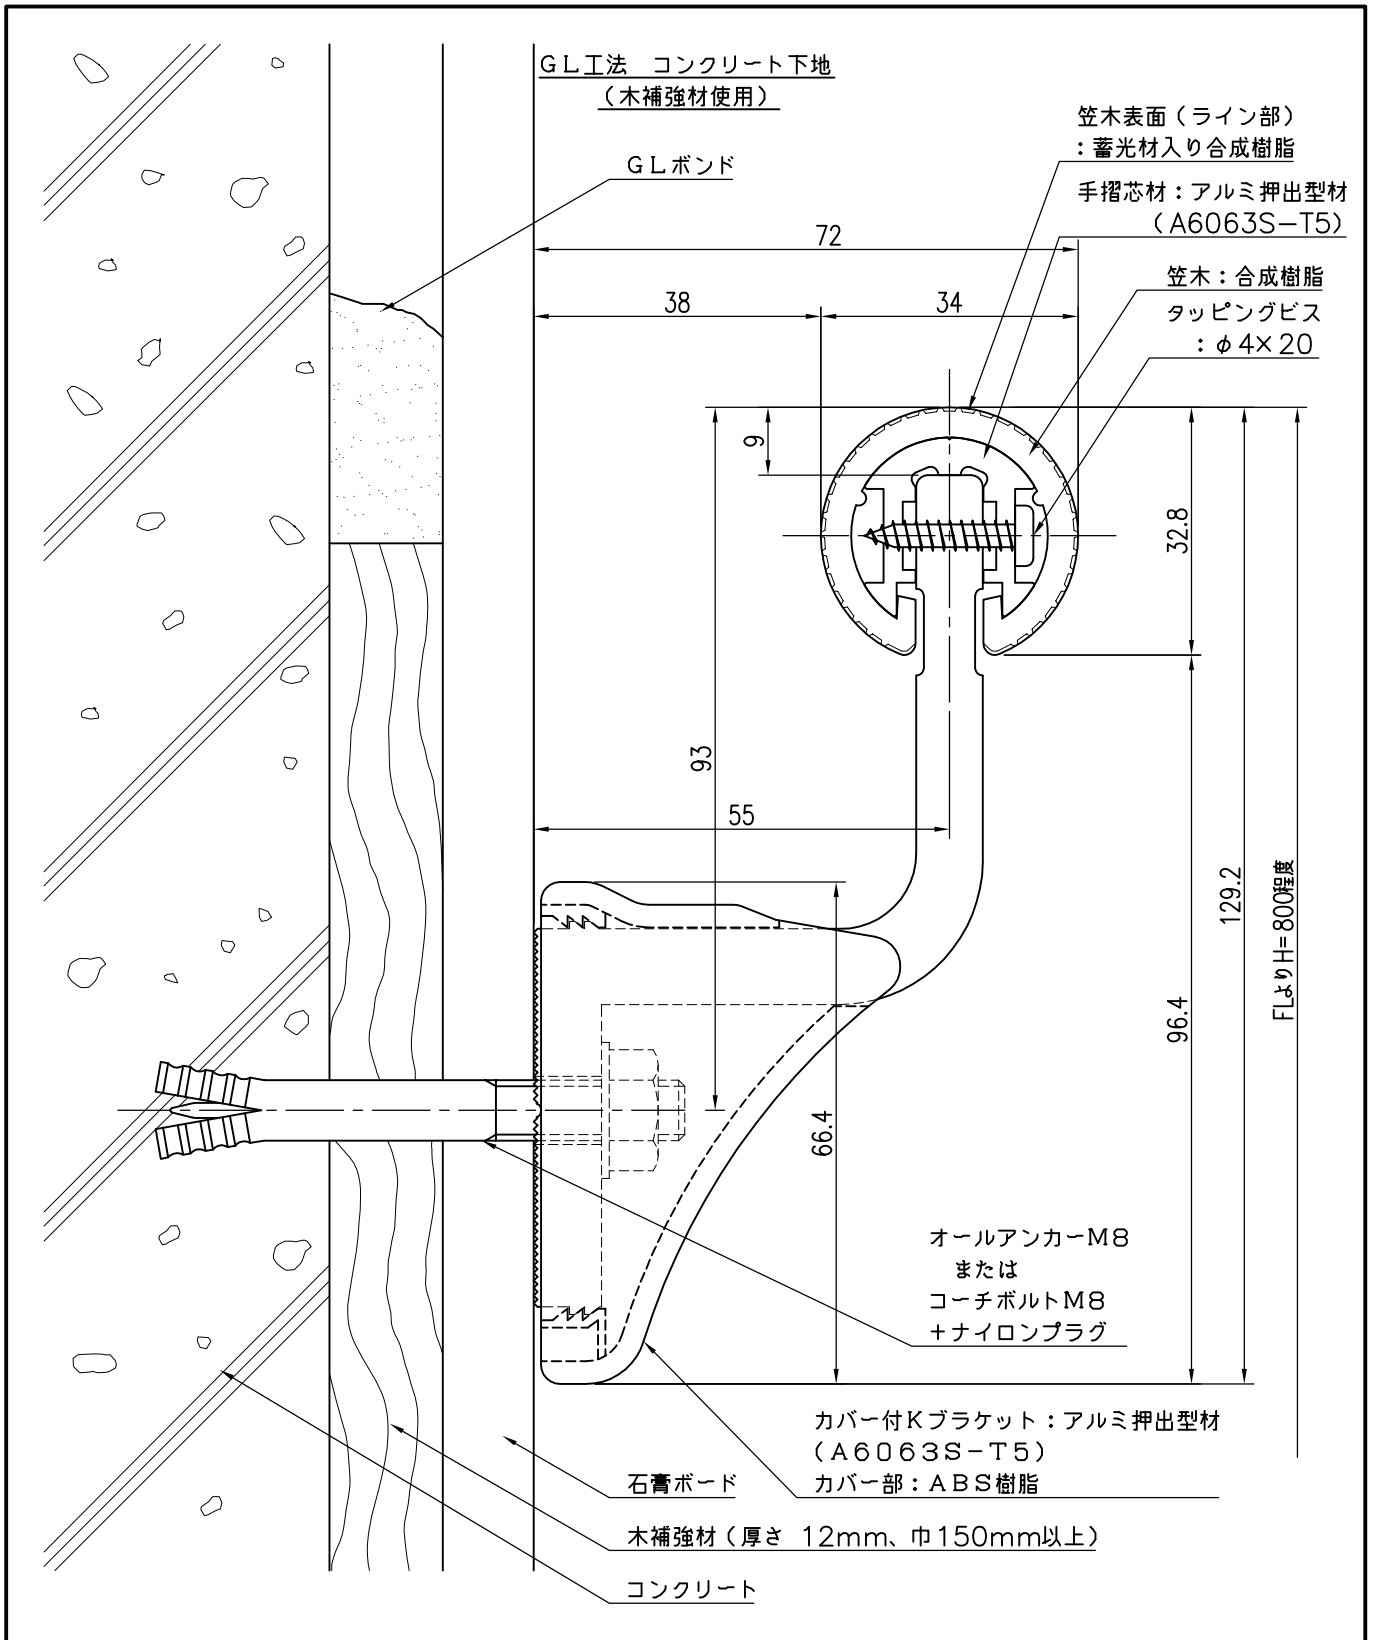 GL工法 コンクリート下地
（木補強材使用）
GLボンド
笠木表面（ライン部）
：蓄光材入り合成樹脂
手摺芯材：アルミ押出型材
（A6063S−T5）
笠木：合成樹脂
タッピングビス
：φ4×20
72
38
34
9
32.8
93
55
129.2
FLよりH=800程度
96.4
66.4
オールアンカーM8
または
コーチボルトM8
＋ナイロンプラグ
カバー付Kブラケット：アルミ押出型材
（A6063S−T5）
カバー部：ABS樹脂
石膏ボード
木補強材（厚さ 12mm、巾150mm以上）
コンクリート